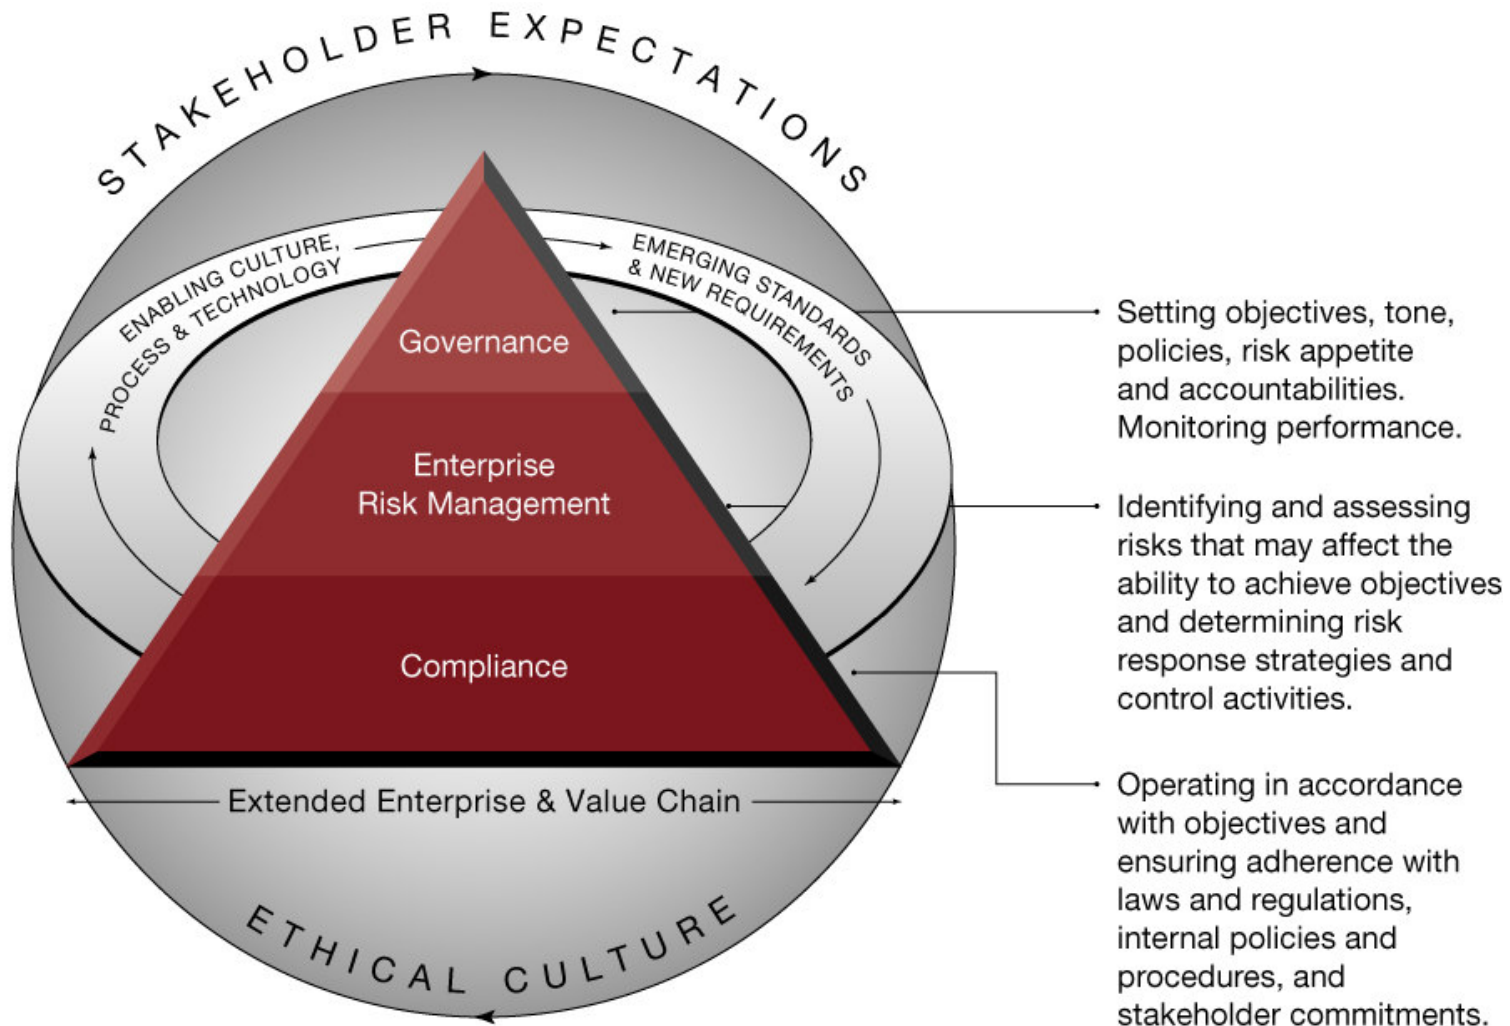 STAKEHOLDER EXPECTATIONS
ENABLING CULTURE,
PROCESS & TECHNOLOGY
EMERGING STANDARDS
& NEW REQUIREMENTS
Governance
Enterprise
Risk Management
Compliance
Extended Enterprise & Value Chain
ETHICAL CULTURE
Setting objectives, tone,
policies, risk appetite
and accountabilities.
Monitoring performance.
Identifying and assessing
risks that may affect the
ability to achieve objectives
and determining risk
response strategies and
control activities.
Operating in accordance
with objectives and
ensuring adherence with
laws and regulations,
internal policies and
procedures, and
stakeholder commitments.